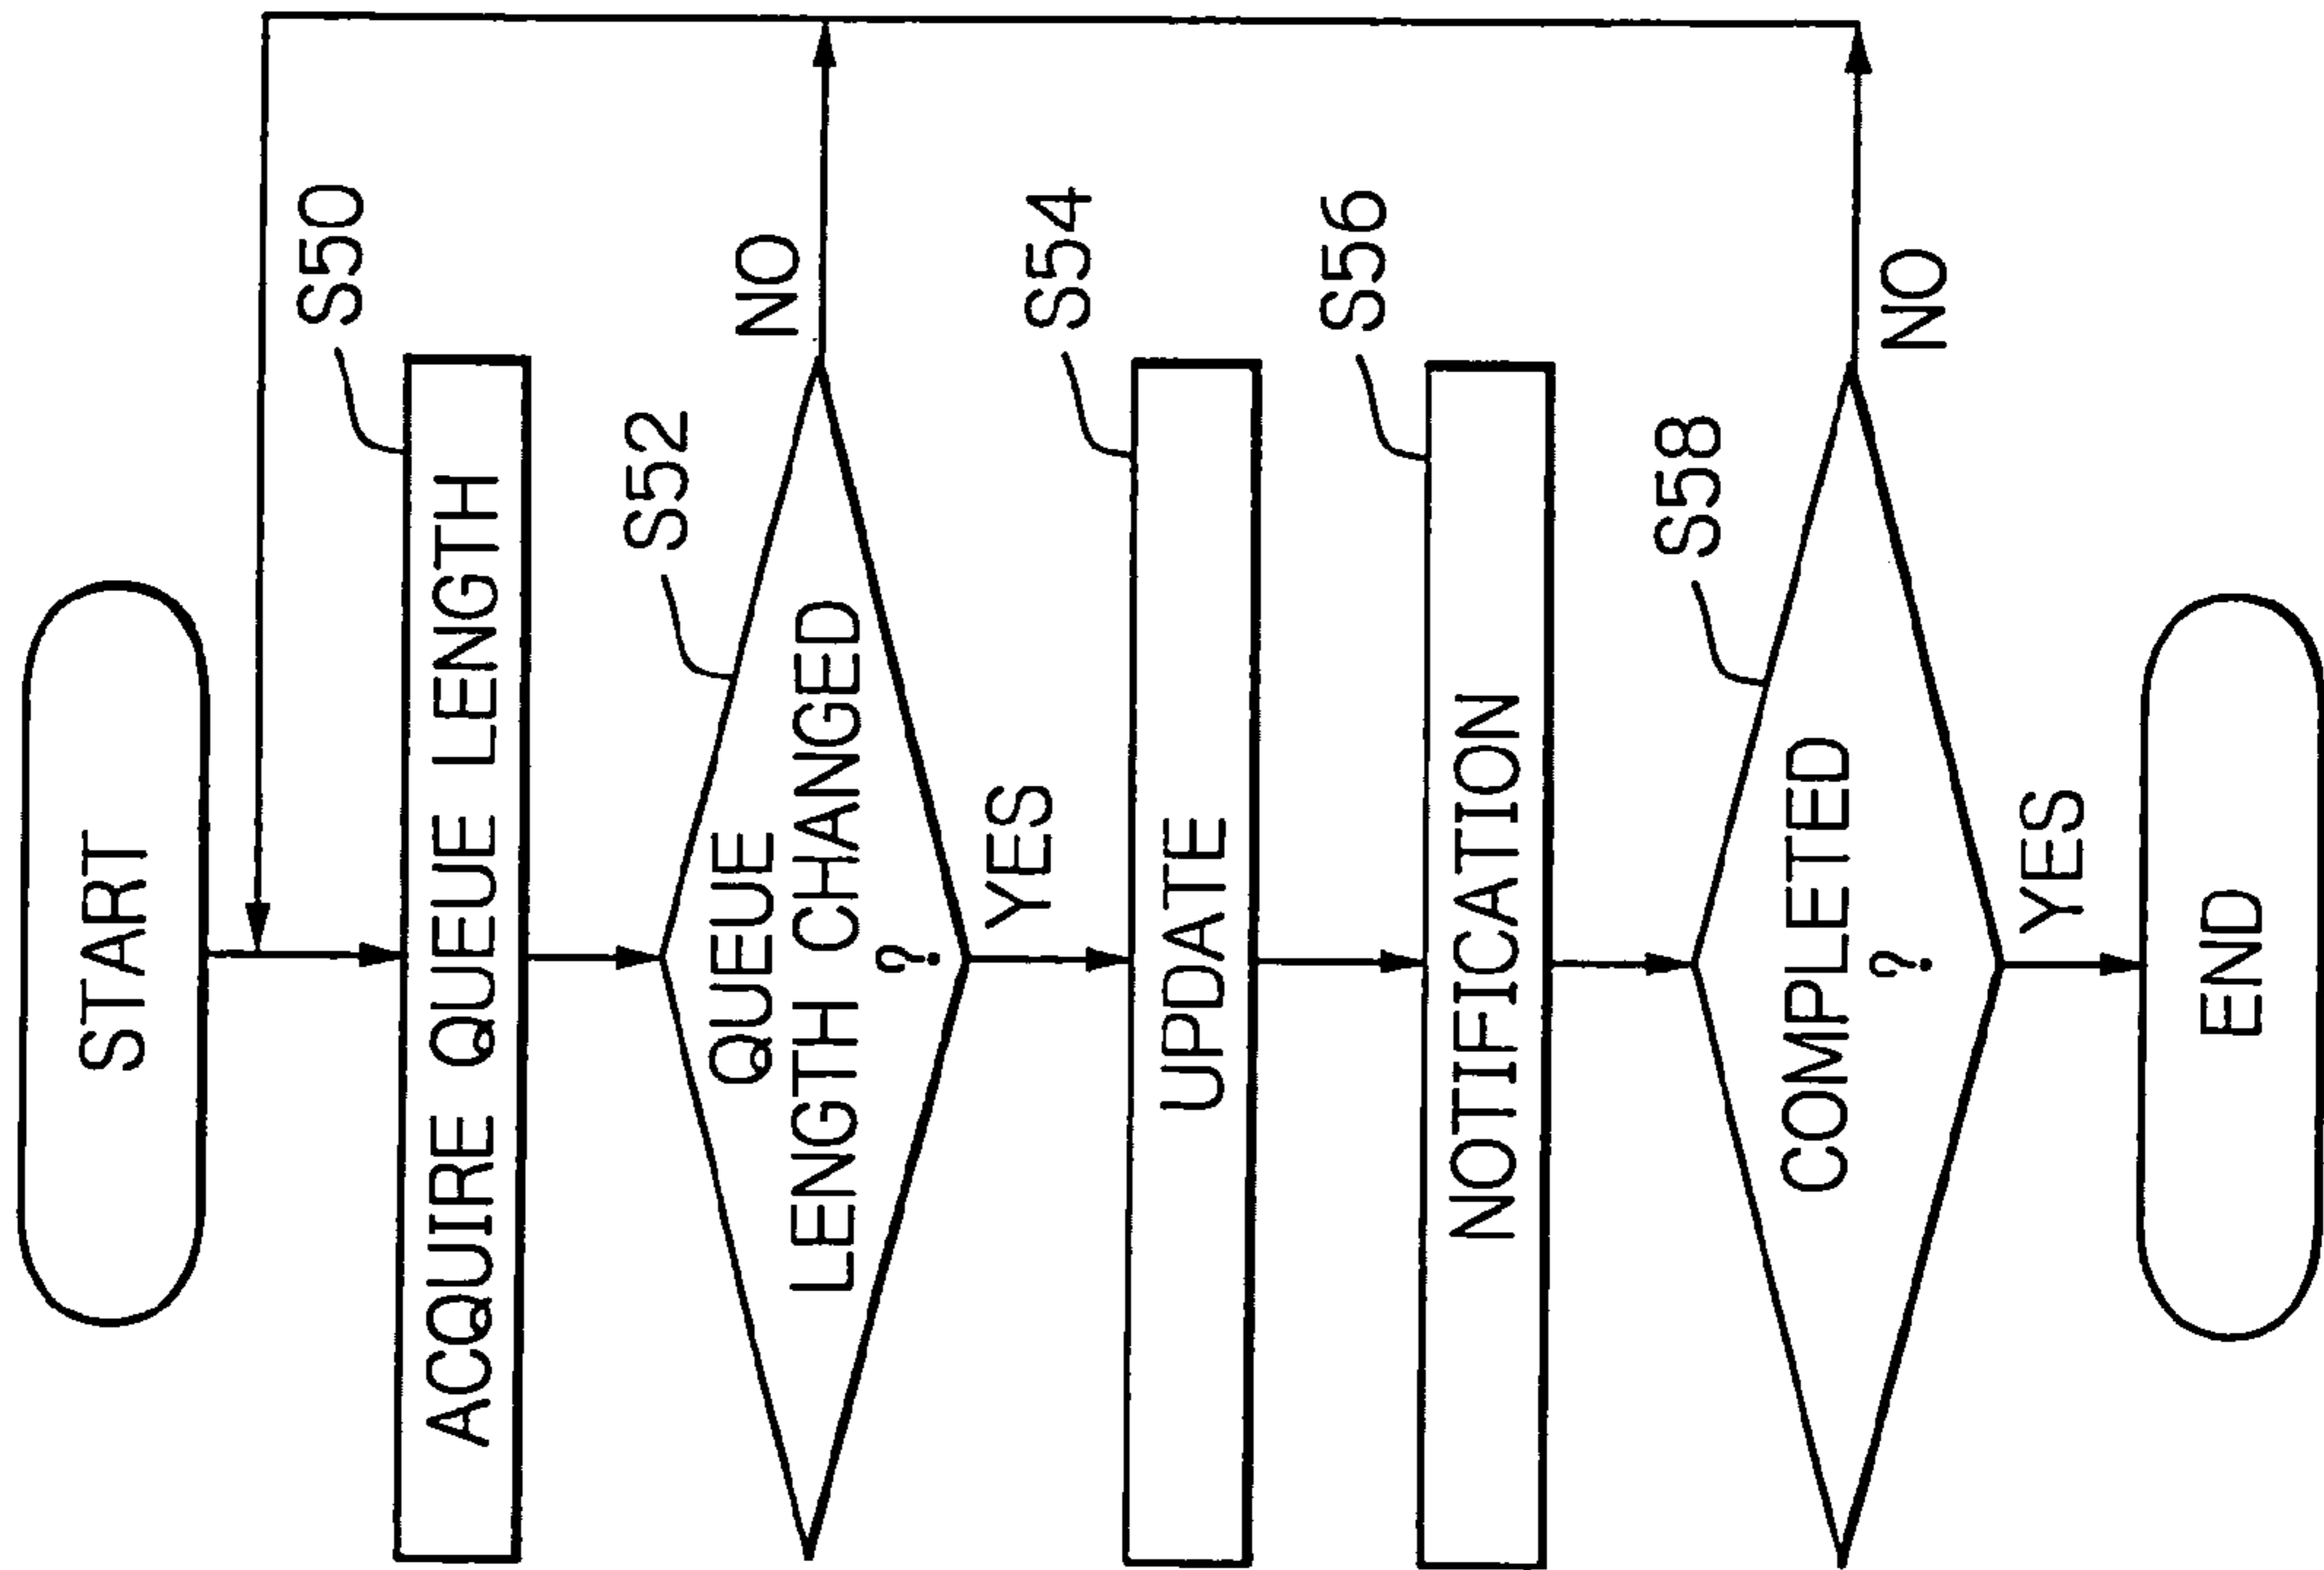 START
S50
ACQUIRE QUEUE LENGTH
S52
QUEUE
LENGTH CHANGED
?
NO
YES
S54
UPDATE
S56
NOTIFICATION
S58
COMPLETED
?
NO
YES
END